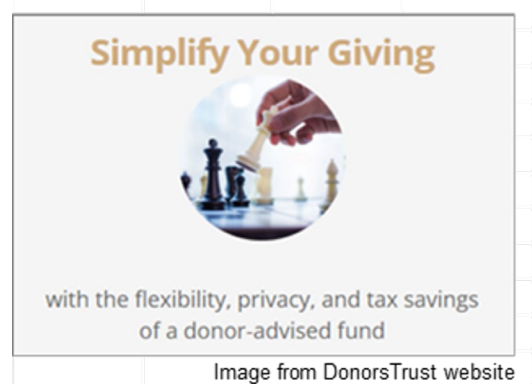 Simplify Your Giving
with the flexibility, privacy, and tax savings
of a donor-advised fund
Image from DonorsTrust website